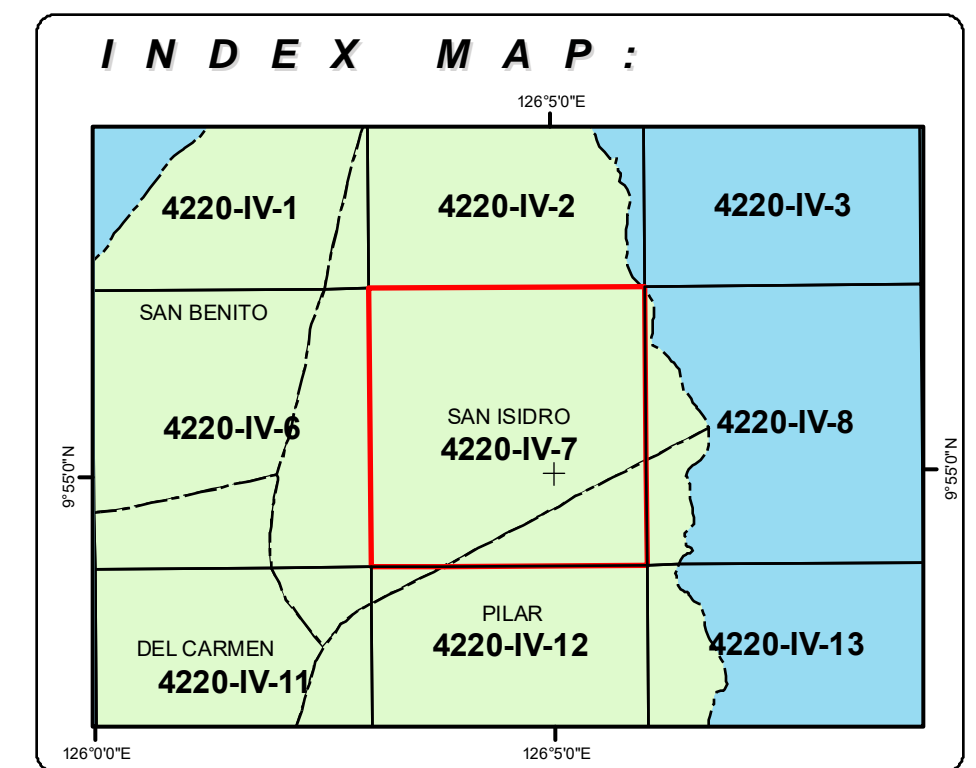 INDEX MAP:
126°5'0"E
4220-IV-1
4220-IV-2
4220-IV-3
SAN BENITO
4220-IV-6
SAN ISIDRO
4220-IV-7
4220-IV-8
9°55'0"N
9°55'0"N
DEL CARMEN
4220-IV-11
PILAR
4220-IV-12
4220-IV-13
126°0'0"E
126°5'0"E